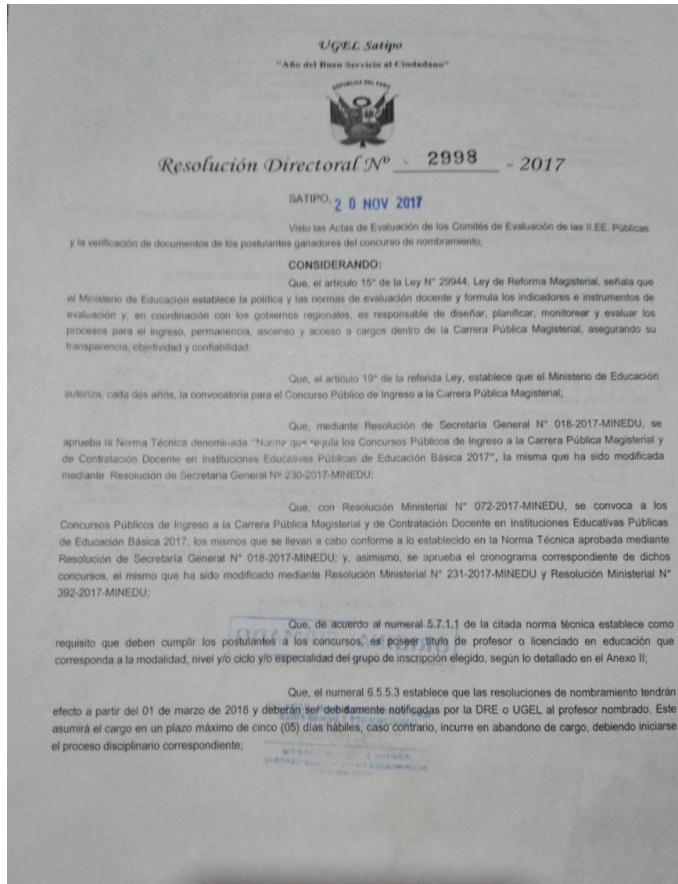 UGEL Satipo
"Año del Buen Servicio al Ciudadano"
REPUBLICA DEL PERU
Resolución Directoral Nº - 2998 - 2017
SATIPO, 20 NOV 2017
Visto las Actas de Evaluación de los Comités de Evaluación de las II.EE. Públicas
y la verificación de documentos de los postulantes ganadores del concurso de nombramiento;
CONSIDERANDO:
Que, el artículo 15° de la Ley N° 29944, Ley de Reforma Magisterial, señala que
el Ministerio de Educación establece la política y las normas de evaluación docente y formula los indicadores e instrumentos de
evaluación y, en coordinación con los gobiernos regionales, es responsable de diseñar, planificar, monitorear y evaluar los
procesos para el ingreso, permanencia, ascenso y acceso a cargos dentro de la Carrera Pública Magisterial, asegurando su
transparencia, objetividad y confiabilidad;
Que, el artículo 19° de la referida Ley, establece que el Ministerio de Educación
autoriza, cada dos años, la convocatoria para el Concurso Público de Ingreso a la Carrera Pública Magisterial;
Que, mediante Resolución de Secretaria General N° 018-2017-MINEDU, se
aprueba la Norma Técnica denominada "Norma que regula los Concursos Públicos de Ingreso a la Carrera Pública Magisterial y
de Contratación Docente en Instituciones Educativas Públicas de Educación Básica 2017", la misma que ha sido modificada
mediante Resolución de Secretaria General Nº 230-2017-MINEDU;
Que, con Resolución Ministerial N° 072-2017-MINEDU, se convoca a los
Concursos Públicos de Ingreso a la Carrera Pública Magisterial y de Contratación Docente en Instituciones Educativas Públicas
de Educación Básica 2017, los mismos que se llevan a cabo conforme a lo establecido en la Norma Técnica aprobada mediante
Resolución de Secretaría General N° 018-2017-MINEDU; y, asimismo, se aprueba el cronograma correspondiente de dichos
concursos, el mismo que ha sido modificado mediante Resolución Ministerial N° 231-2017-MINEDU y Resolución Ministerial N°
392-2017-MINEDU;
Que, de acuerdo al numeral 5.7.1.1 de la citada norma técnica establece como
requisito que deben cumplir los postulantes a los concursos, es poseer título de profesor o licenciado en educación que
corresponda a la modalidad, nivel y/o ciclo y/o especialidad del grupo de inscripción elegido, según lo detallado en el Anexo II;
Que, el numeral 6.5.5.3 establece que las resoluciones de nombramiento tendrán
efecto a partir del 01 de marzo de 2018 y deberán ser debidamente notificadas por la DRE o UGEL al profesor nombrado. Este
asumirá el cargo en un plazo máximo de cinco (05) días hábiles, caso contrario, incurre en abandono de cargo, debiendo iniciarse
el proceso disciplinario correspondiente;